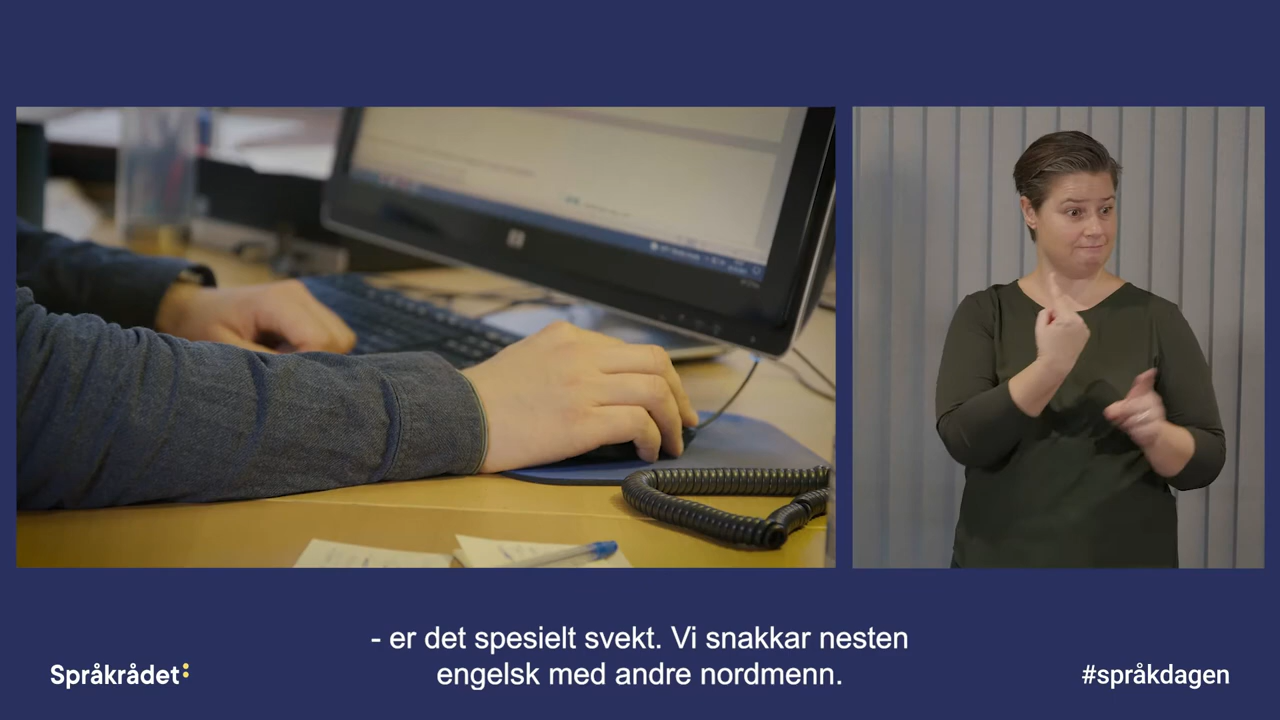 - er det spesielt svekt. Vi snakkar nesten
engelsk med andre nordmenn.
Språkrådet:
#språkdagen